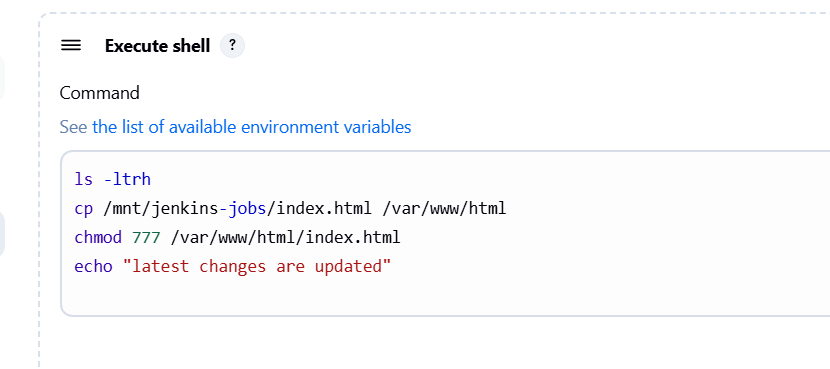 Execute shell ?
Command
See the list of available environment variables
ls -ltrh
cp /mnt/jenkins-jobs/index.html /var/www/html
chmod 777 /var/www/html/index.html
echo "latest changes are updated"